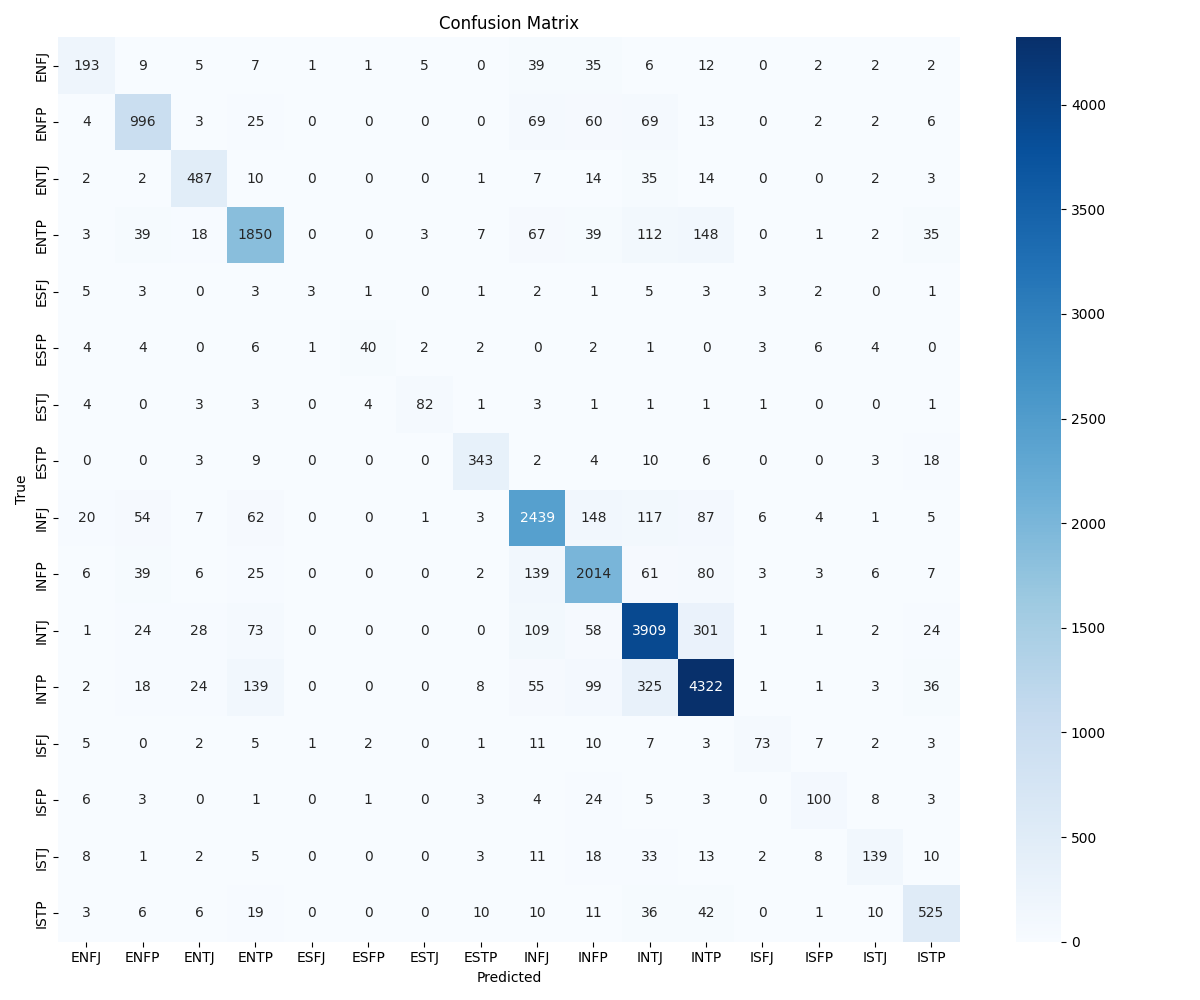 Confusion Matrix
ENFJ 193 9 5 7 1 1 5 0 39 35 6 12 0 2 2 2
ENFP 4 996 3 25 0 0 0 0 69 60 69 13 0 2 2 6
ENTJ 2 2 487 10 0 0 0 1 7 14 35 14 0 0 2 3
ENTP 3 39 18 1850 0 0 3 7 67 39 112 148 0 1 2 35
ESFJ 5 3 0 3 3 1 0 1 2 1 5 3 3 2 0 1
ESFP 4 4 0 6 1 40 2 2 0 2 1 0 3 6 4 0
ESTJ 4 0 3 3 0 4 82 1 3 1 1 1 1 0 0 1
ESTP 0 0 3 9 0 0 0 343 2 4 10 6 0 0 3 18
INFJ 20 54 7 62 0 0 1 3 2439 148 117 87 6 4 1 5
INFP 6 39 6 25 0 0 0 2 139 2014 61 80 3 3 6 7
INTJ 1 24 28 73 0 0 0 0 109 58 3909 301 1 1 2 24
INTP 2 18 24 139 0 0 0 8 55 99 325 4322 1 1 3 36
ISFJ 5 0 2 5 1 2 0 1 11 10 7 3 73 7 2 3
ISFP 6 3 0 1 0 1 0 3 4 24 5 3 0 100 8 3
ISTJ 8 1 2 5 0 0 0 3 11 18 33 13 2 8 139 10
ISTP 3 6 6 19 0 0 0 10 10 11 36 42 0 1 10 525
ENFJ ENFP ENTJ ENTP ESFJ ESFP ESTJ ESTP INFJ INFP INTJ INTP ISFJ ISFP ISTJ ISTP
Predicted
True
4000
3500
3000
2500
2000
1500
1000
500
0